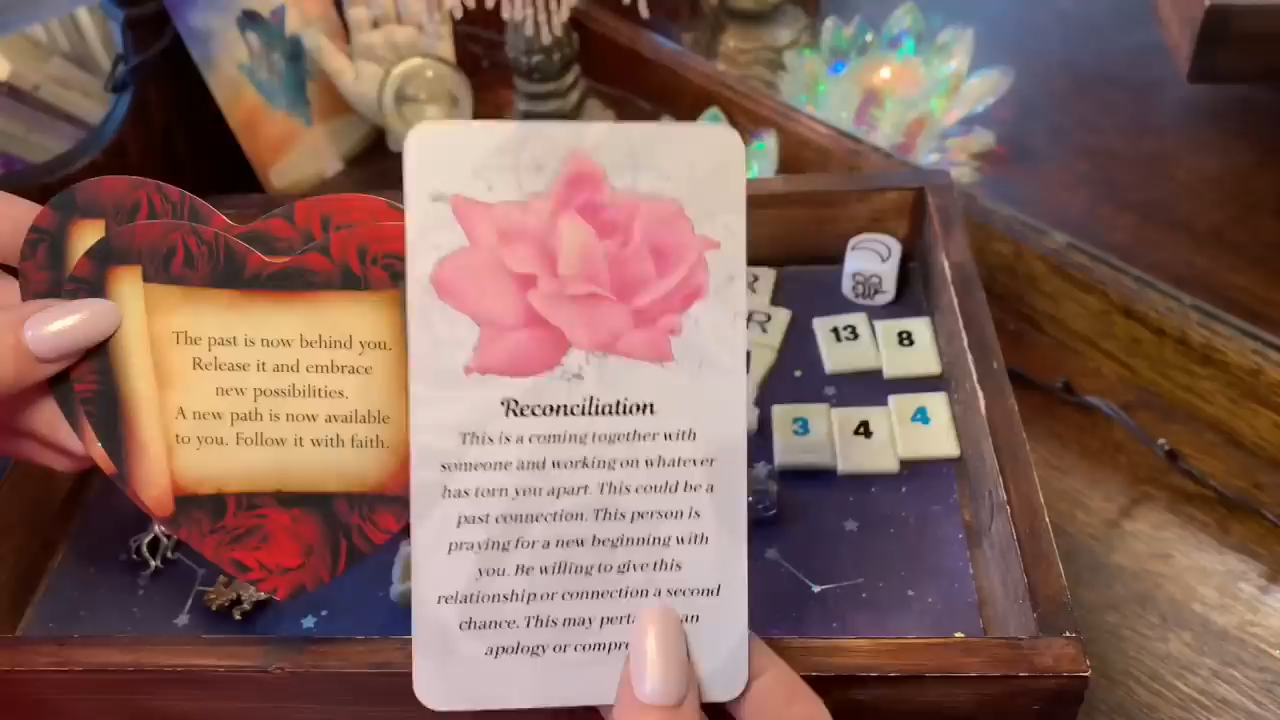 The past is now behind you.
Release it and embrace
new possibilities.
A new path is now available
to you. Follow it with faith.
Reconciliation
This is a coming together with
someone and working on whatever
has torn you apart. This could be a
past connection. This person is
praying for a new beginning with
you. Be willing to give this
relationship or connection a second
chance. This may an
apology or
R
13 8
3 4 4